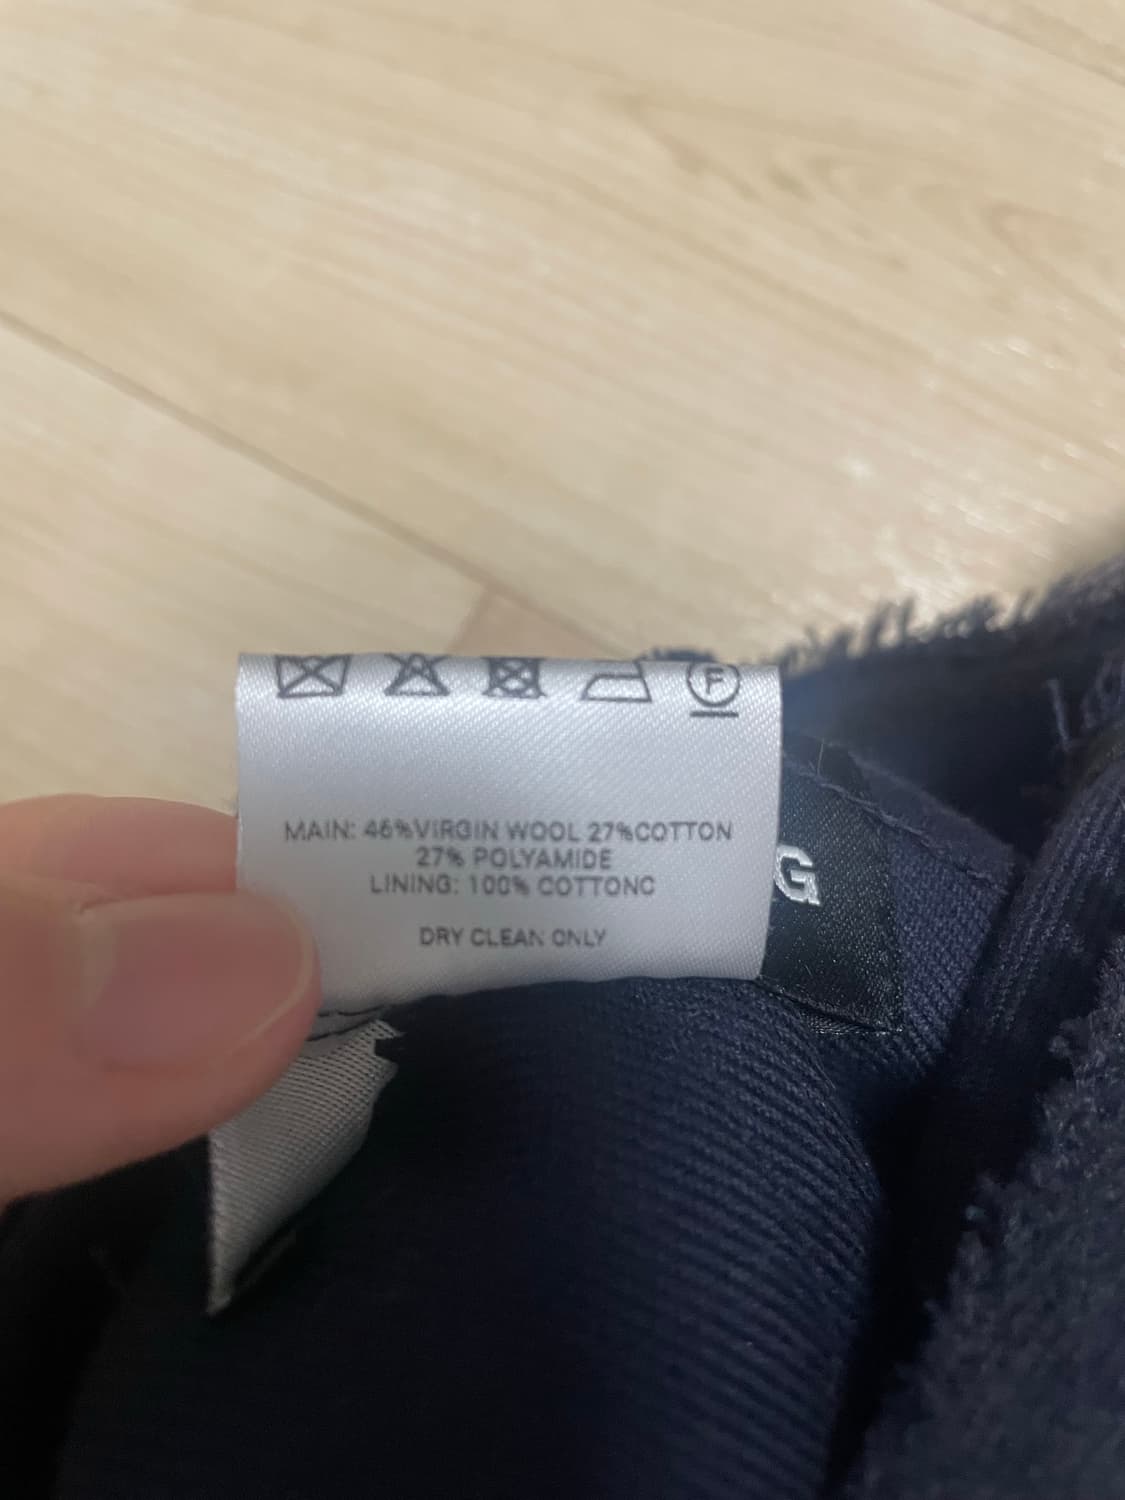 F
MAIN: 46%VIRGIN WOOL 27%COTTON
27% POLYAMIDE
LINING: 100% COTTONC
DRY CLEAN ONLY
G